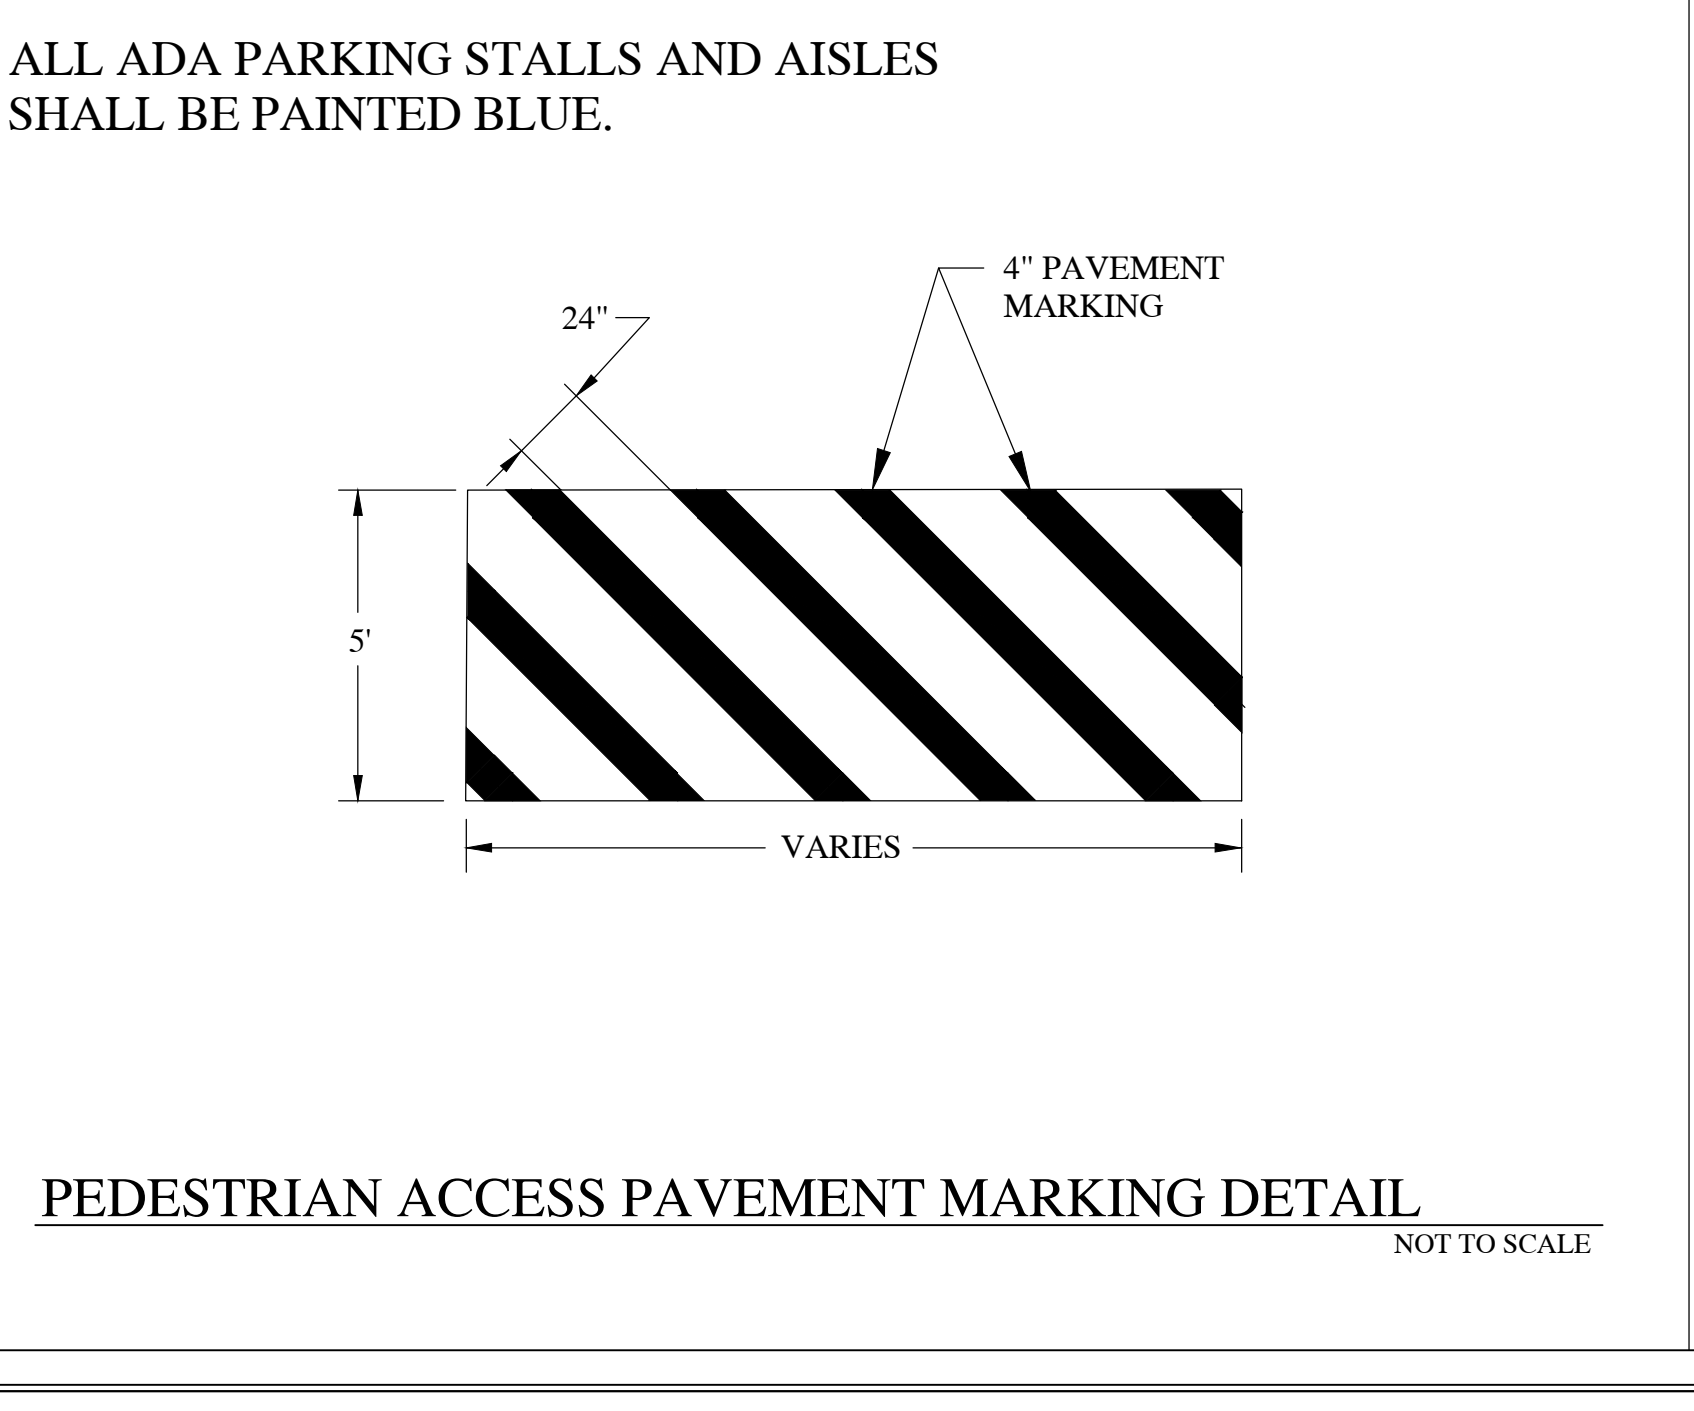 ALL ADA PARKING STALLS AND AISLES
SHALL BE PAINTED BLUE.
4" PAVEMENT
MARKING
24"
5'
VARIES
PEDESTRIAN ACCESS PAVEMENT MARKING DETAIL
NOT TO SCALE